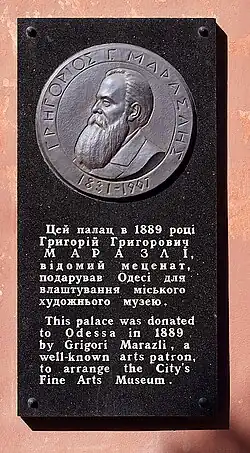 ГРИГОРІОС Г. МАРАСЛИС
1831-1907
Цей палац в 1889 році
Григорій Григорович
МАРАЗЛІ,
відомий меценат,
подарував Одесі для
влаштування міського
художнього музею.
This palace was donated
to Odessa in 1889
by Grigori Marazli, a
well-known arts patron,
to arrange the City's
Fine Arts Museum.